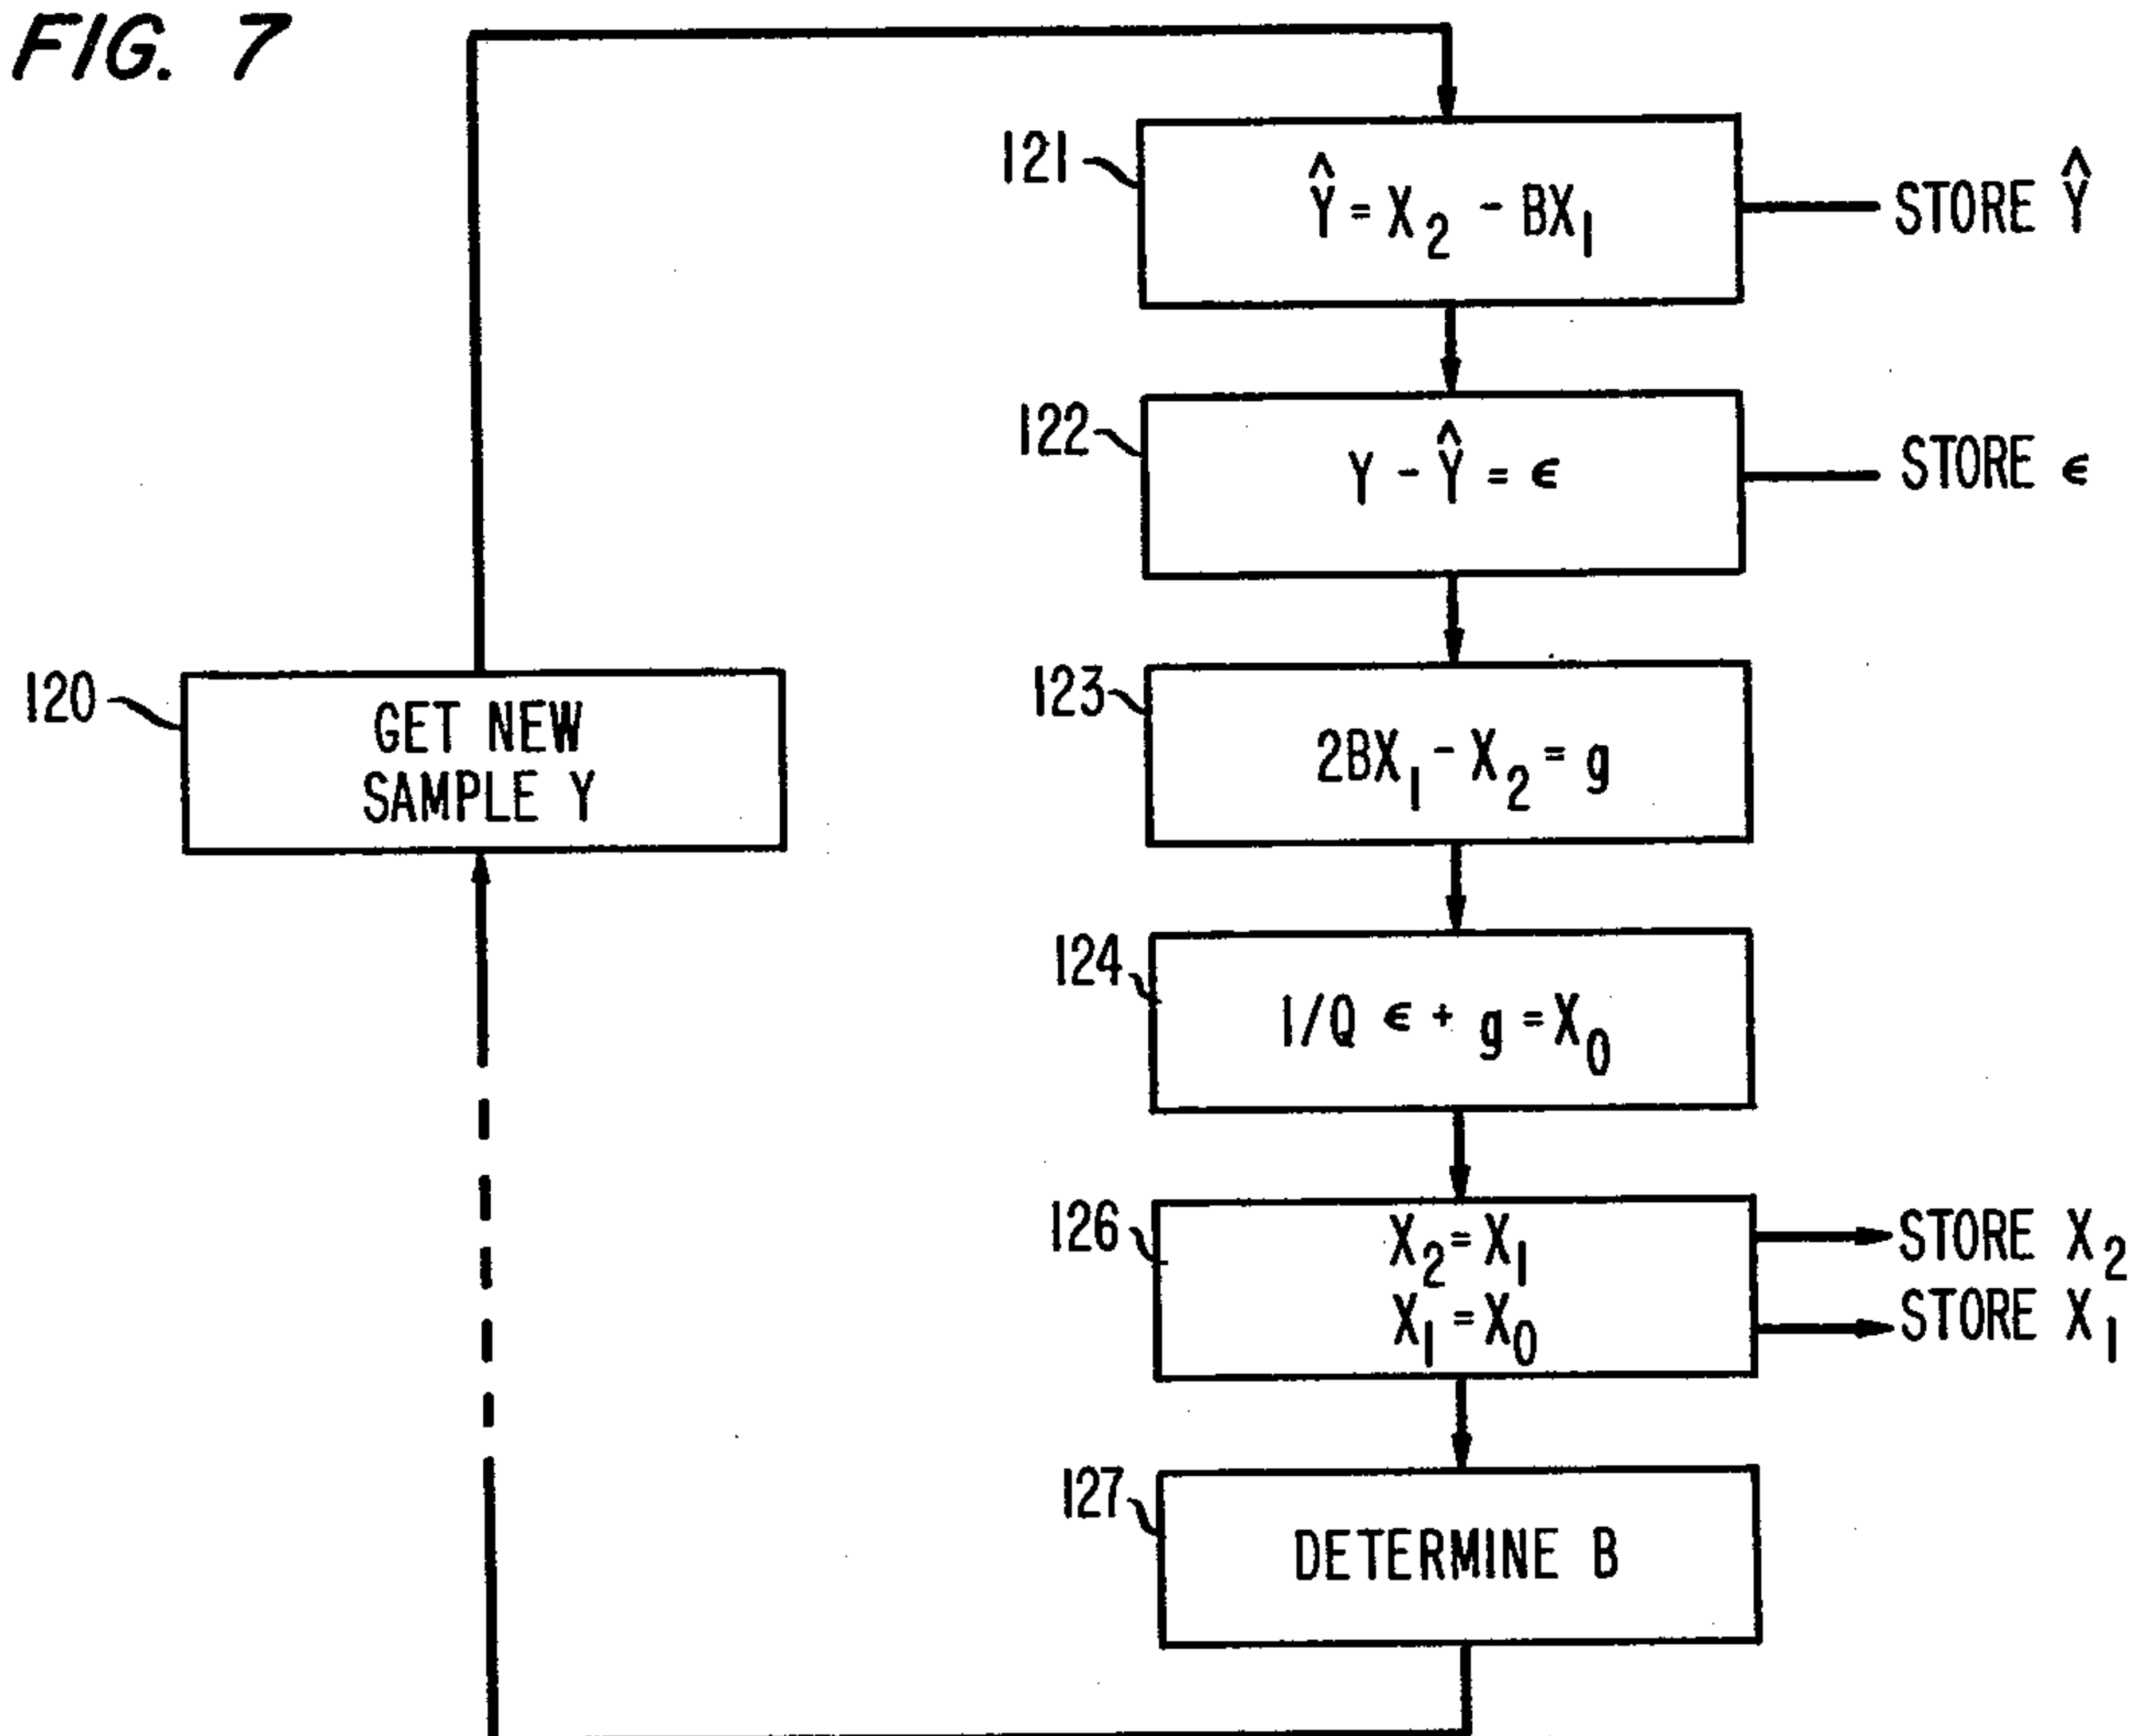 FIG. 7
121
Ŷ = X₂ - BX₁
STORE Ŷ
122
Y - Ŷ = ϵ
STORE ϵ
123
2BX₁ - X₂ = g
120
GET NEW
SAMPLE Y
124
1/Q ϵ + g = X₀
126
X₂ = X₁
X₁ = X₀
STORE X₂
STORE X₁
127
DETERMINE B